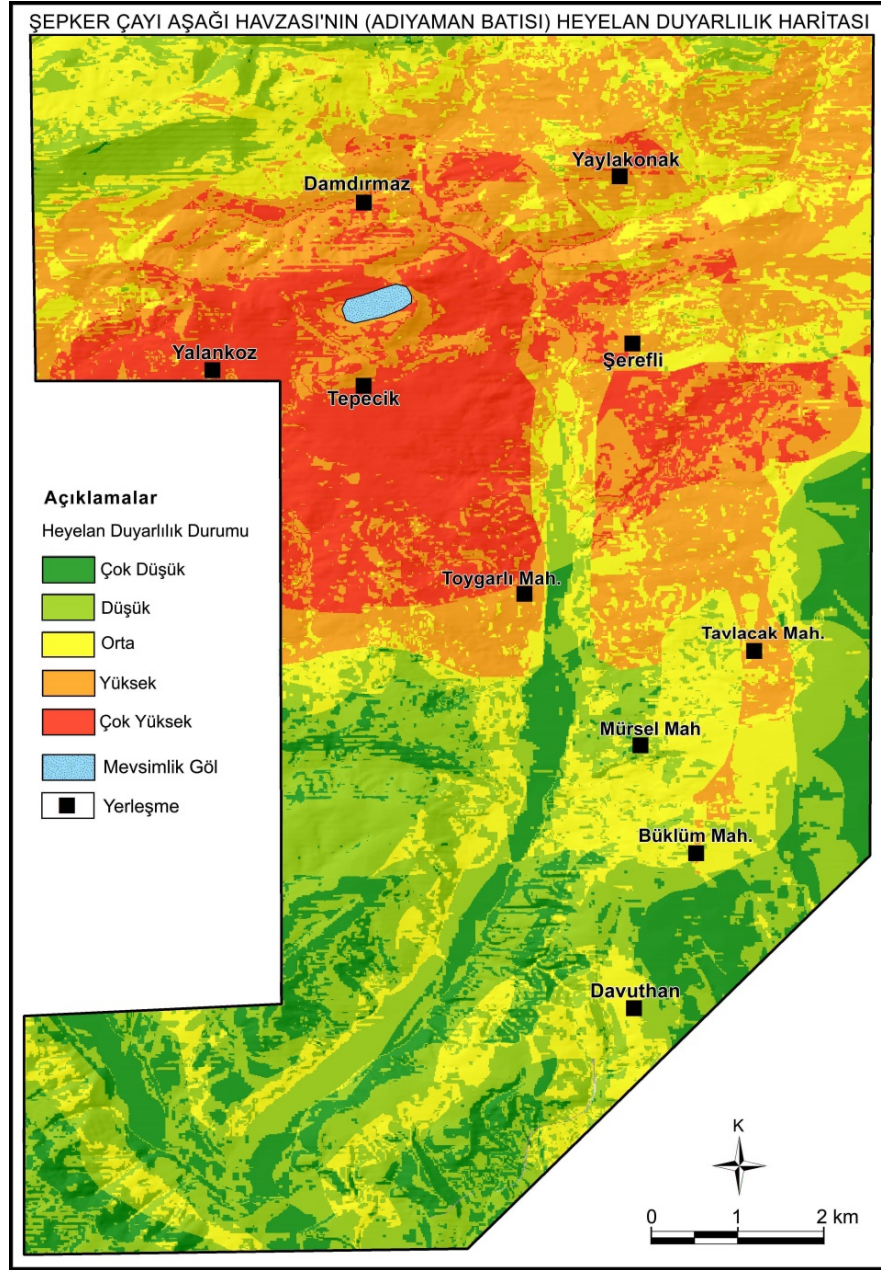 ŞEPKER ÇAYI AŞAĞI HAVZASI'NIN (ADIYAMAN BATISI) HEYELAN DUYARLILIK HARİTASI
Yaylakonak
Damdırmaz
Yalankoz
Şerefli
Tepecik
Açıklamalar
Heyelan Duyarlılık Durumu
Çok Düşük
Düşük
Orta
Yüksek
Çok Yüksek
Mevsimlik Göl
Yerleşme
Toygarlı Mah.
Tavlacak Mah.
Mürsel Mah
Büklüm Mah.
Davuthan
K
0 1 2 km